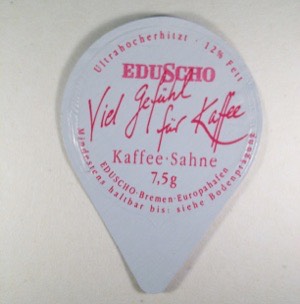 Ultrahocherhitzt · 12% Fett
EDUSCHO
Viel Gefühl
für Kaffee
Kaffee·Sahne
7,5g
EDUSCHO·Bremen·Europahafen
Mindestens haltbar bis: siehe Bodenprägung